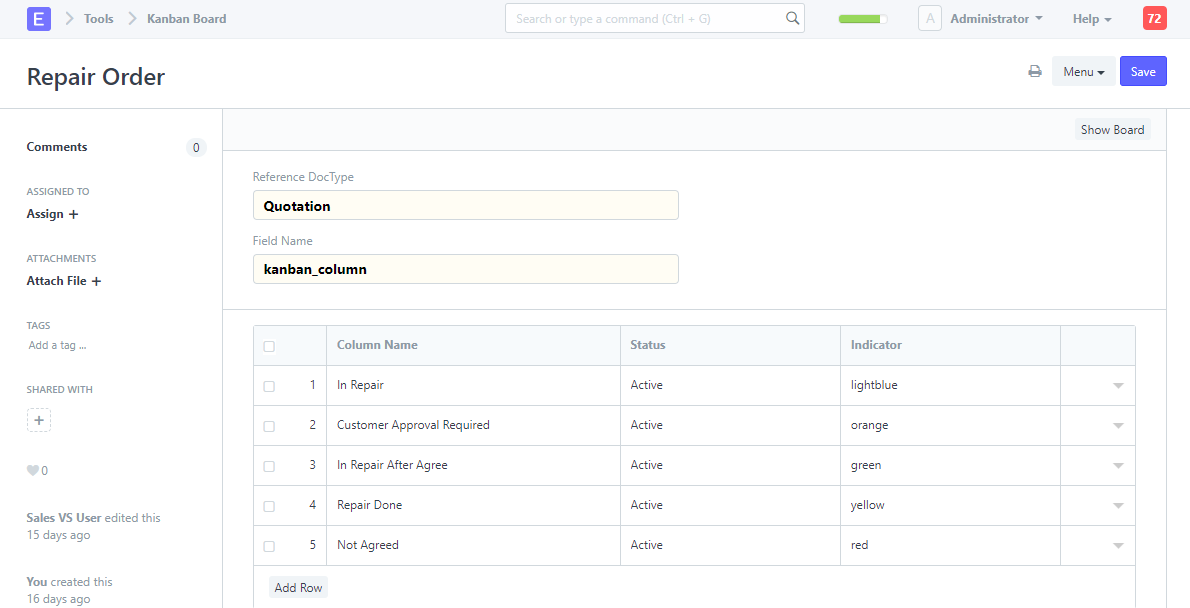 E Tools Kanban Board Search or type a command (Ctrl + G) A Administrator Help 72
Repair Order Menu Save
Show Board
Comments 0
ASSIGNED TO
Assign +
ATTACHMENTS
Attach File +
TAGS
Add a tag ...
SHARED WITH
+
0
Sales VS User edited this
15 days ago
You created this
16 days ago
Reference DocType
Quotation
Field Name
kanban_column
Column Name Status Indicator
1 In Repair Active lightblue
2 Customer Approval Required Active orange
3 In Repair After Agree Active green
4 Repair Done Active yellow
5 Not Agreed Active red
Add Row